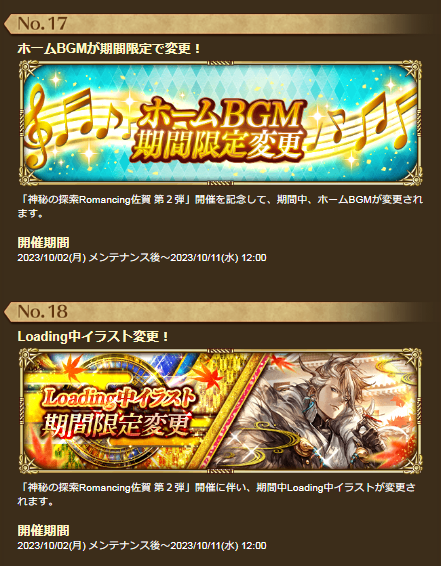 No.17
ホームBGMが期間限定で変更！
ホームBGM
期間限定変更
「神秘の探索Romancing佐賀 第２弾」開催を記念して、期間中、ホームBGMが変更され
ます。
開催期間
2023/10/02(月) メンテナンス後～2023/10/11(水) 12:00
No.18
Loading中イラスト変更！
Loading中イラスト
期間限定変更
「神秘の探索Romancing佐賀 第２弾」開催に伴い、期間中Loading中イラストが変更さ
れます。
開催期間
2023/10/02(月) メンテナンス後～2023/10/11(水) 12:00